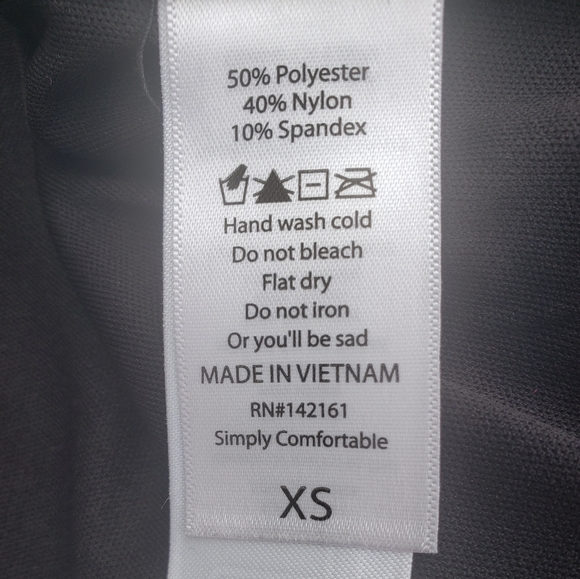 50% Polyester
40% Nylon
10% Spandex
Hand wash cold
Do not bleach
Flat dry
Do not iron
Or you'll be sad
MADE IN VIETNAM
RN#142161
Simply Comfortable
XS